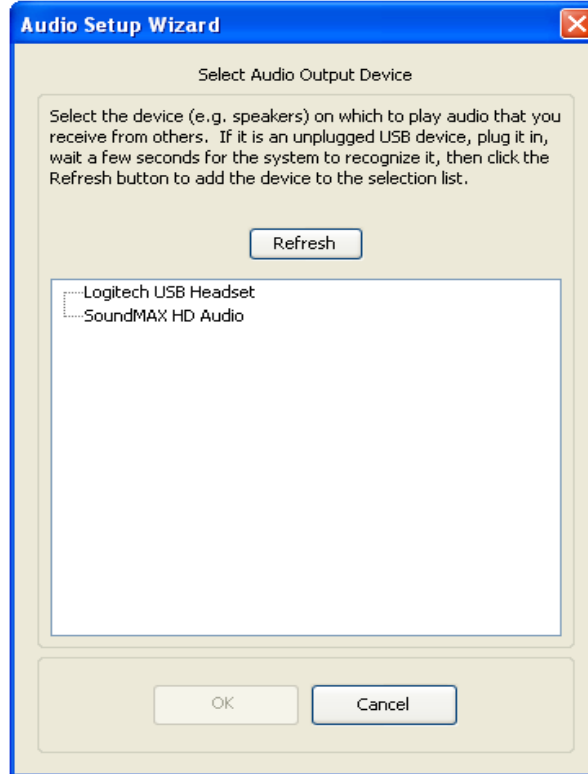 Audio Setup Wizard
Select Audio Output Device
Select the device (e.g. speakers) on which to play audio that you
receive from others.  If it is an unplugged USB device, plug it in,
wait a few seconds for the system to recognize it, then click the
Refresh button to add the device to the selection list.
Refresh
Logitech USB Headset
SoundMAX HD Audio
OK
Cancel